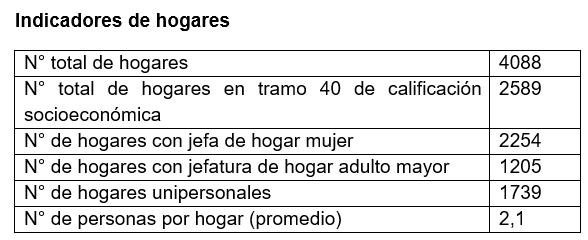 Indicadores de hogares
N° total de hogares 4088
N° total de hogares en tramo 40 de calificación 2589
socioeconómica
N° de hogares con jefa de hogar mujer 2254
N° de hogares con jefatura de hogar adulto mayor 1205
N° de hogares unipersonales 1739
N° de personas por hogar (promedio) 2,1